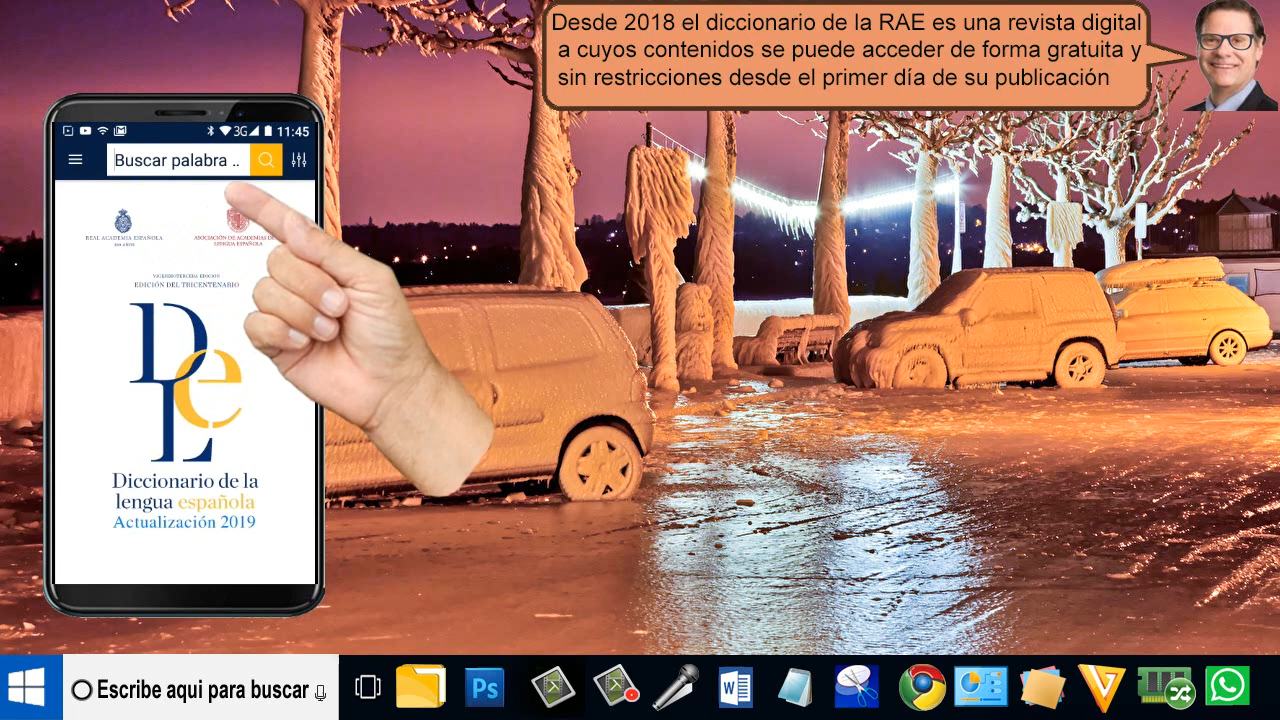 Desde 2018 el diccionario de la RAE es una revista digital
a cuyos contenidos se puede acceder de forma gratuita y
sin restricciones desde el primer día de su publicación
3G 11:45
Buscar palabra ..
REAL ACADEMIA ESPAÑOLA
ASOCIACIÓN DE ACADEMIAS DE
LENGUA ESPAÑOLA
VIGESIMOTERCERA EDICIÓN
EDICIÓN DEL TRICENTENARIO
DLe
Diccionario de la
lengua española
Actualización 2019
Escribe aqui para buscar
Ps
W